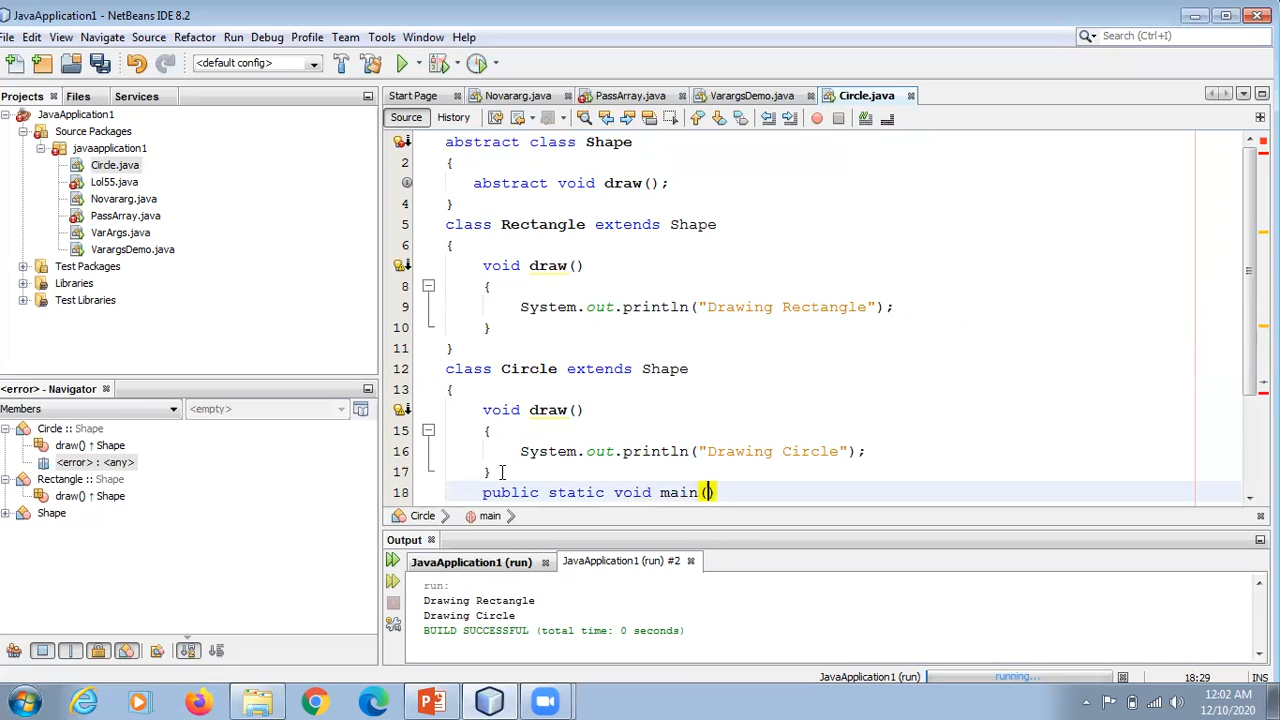 JavaApplication1 - NetBeans IDE 8.2
File Edit View Navigate Source Refactor Run Debug Profile Team Tools Window Help
Search (Ctrl+I)
<default config>
Projects Files Services
JavaApplication1
Source Packages
javaapplication1
Circle.java
Lol55.java
Novararg.java
PassArray.java
VarArgs.java
VarargsDemo.java
Test Packages
Libraries
Test Libraries
<error> - Navigator
Members <empty>
Circle :: Shape
draw() ↑ Shape
<error> : <any>
Rectangle :: Shape
draw() ↑ Shape
Shape
Start Page Novararg.java PassArray.java VarargsDemo.java Circle.java
Source History
abstract class Shape
2 {
abstract void draw();
4 }
5 class Rectangle extends Shape
6 {
void draw()
8 {
9 System.out.println("Drawing Rectangle");
10 }
11 }
12 class Circle extends Shape
13 {
void draw()
15 {
16 System.out.println("Drawing Circle");
17 }
18 public static void main()
Circle main
Output
JavaApplication1 (run) JavaApplication1 (run) #2
run:
Drawing Rectangle
Drawing Circle
BUILD SUCCESSFUL (total time: 0 seconds)
JavaApplication1 (run) running... 18:29 INS
12:02 AM
12/10/2020